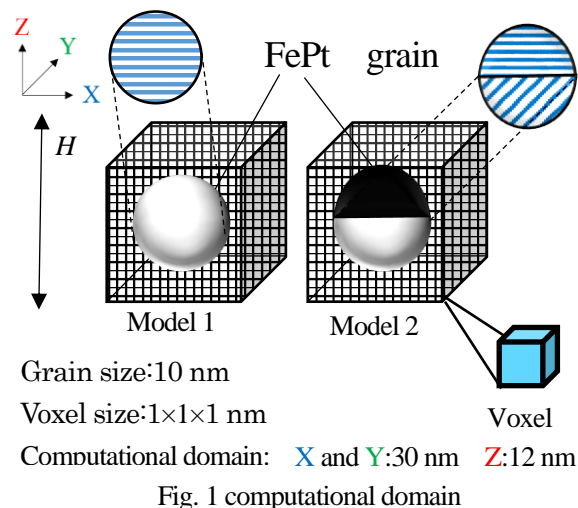 Z
Y
X
FePt grain
H
Model 1
Model 2
Grain size:10 nm
Voxel size:1×1×1 nm
Voxel
Computational domain: X and Y:30 nm Z:12 nm
Fig. 1 computational domain